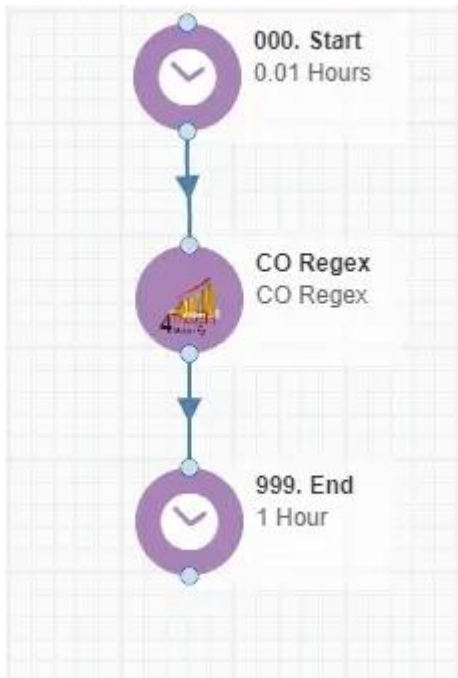 000. Start
0.01 Hours
CO Regex
CO Regex
999. End
1 Hour